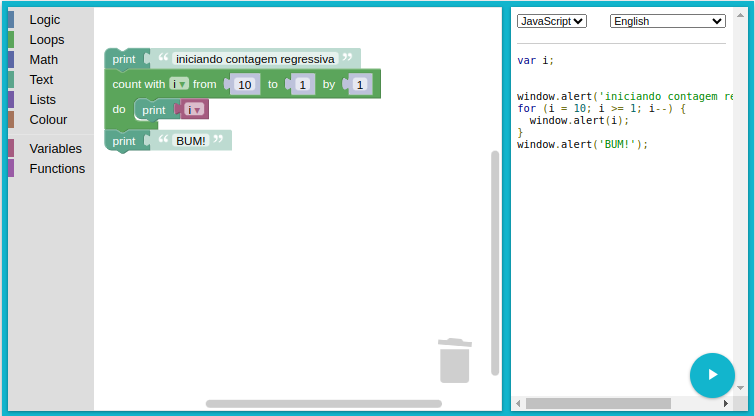 Logic
Loops
Math
Text
Lists
Colour
Variables
Functions
print “ iniciando contagem regressiva ”
count with i ▾ from 10 to 1 by 1
do print i ▾
print “ BUM! ”
JavaScript English
var i;
window.alert('iniciando contagem re
for (i = 10; i >= 1; i--) {
window.alert(i);
}
window.alert('BUM!');